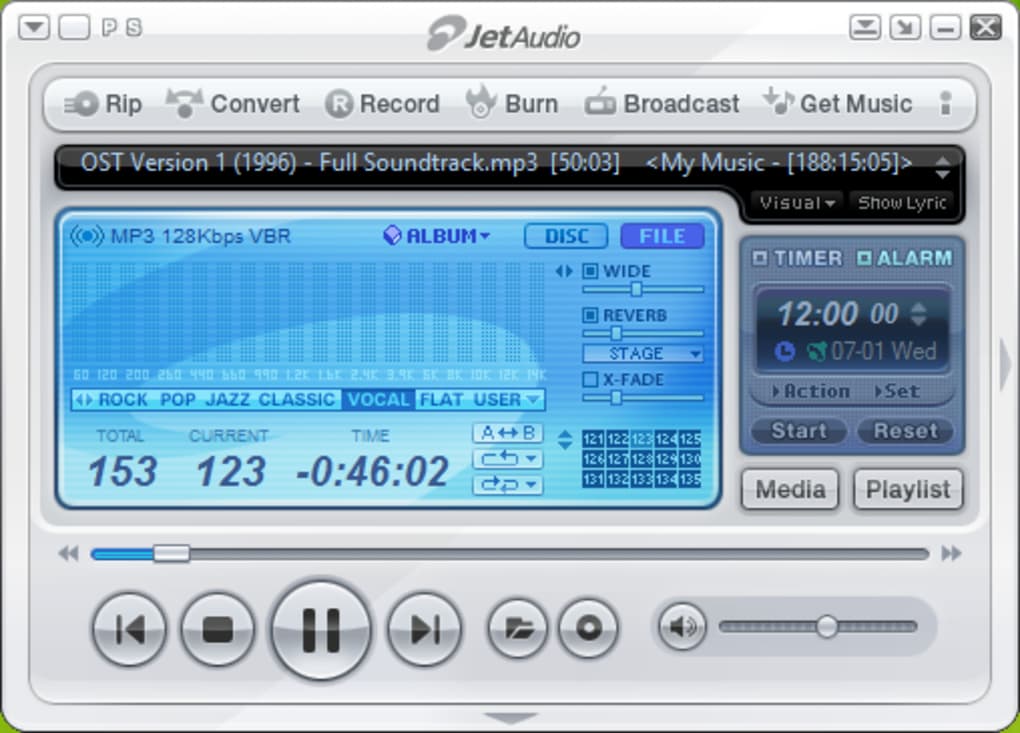 P S
JetAudio
Rip Convert Record Burn Broadcast Get Music
OST Version 1 (1996) - Full Soundtrack.mp3 [50:03] <My Music - [188:15:05]>
Visual Show Lyric
MP3 128Kbps VBR ALBUM DISC FILE
TIMER ALARM
WIDE
REVERB
STAGE
X-FADE
12:00 00
07-01 Wed
Action Set
Start Reset
60 120 200 260 440 660 990 1.2K 1.6K 2.4K 3.9K 5K 8K 10K 12K 14K
ROCK POP JAZZ CLASSIC VOCAL FLAT USER
TOTAL CURRENT TIME
153 123 -0:46:02
A↔B
121 122 123 124 125
126 127 128 129 130
131 132 133 134 135
Media Playlist